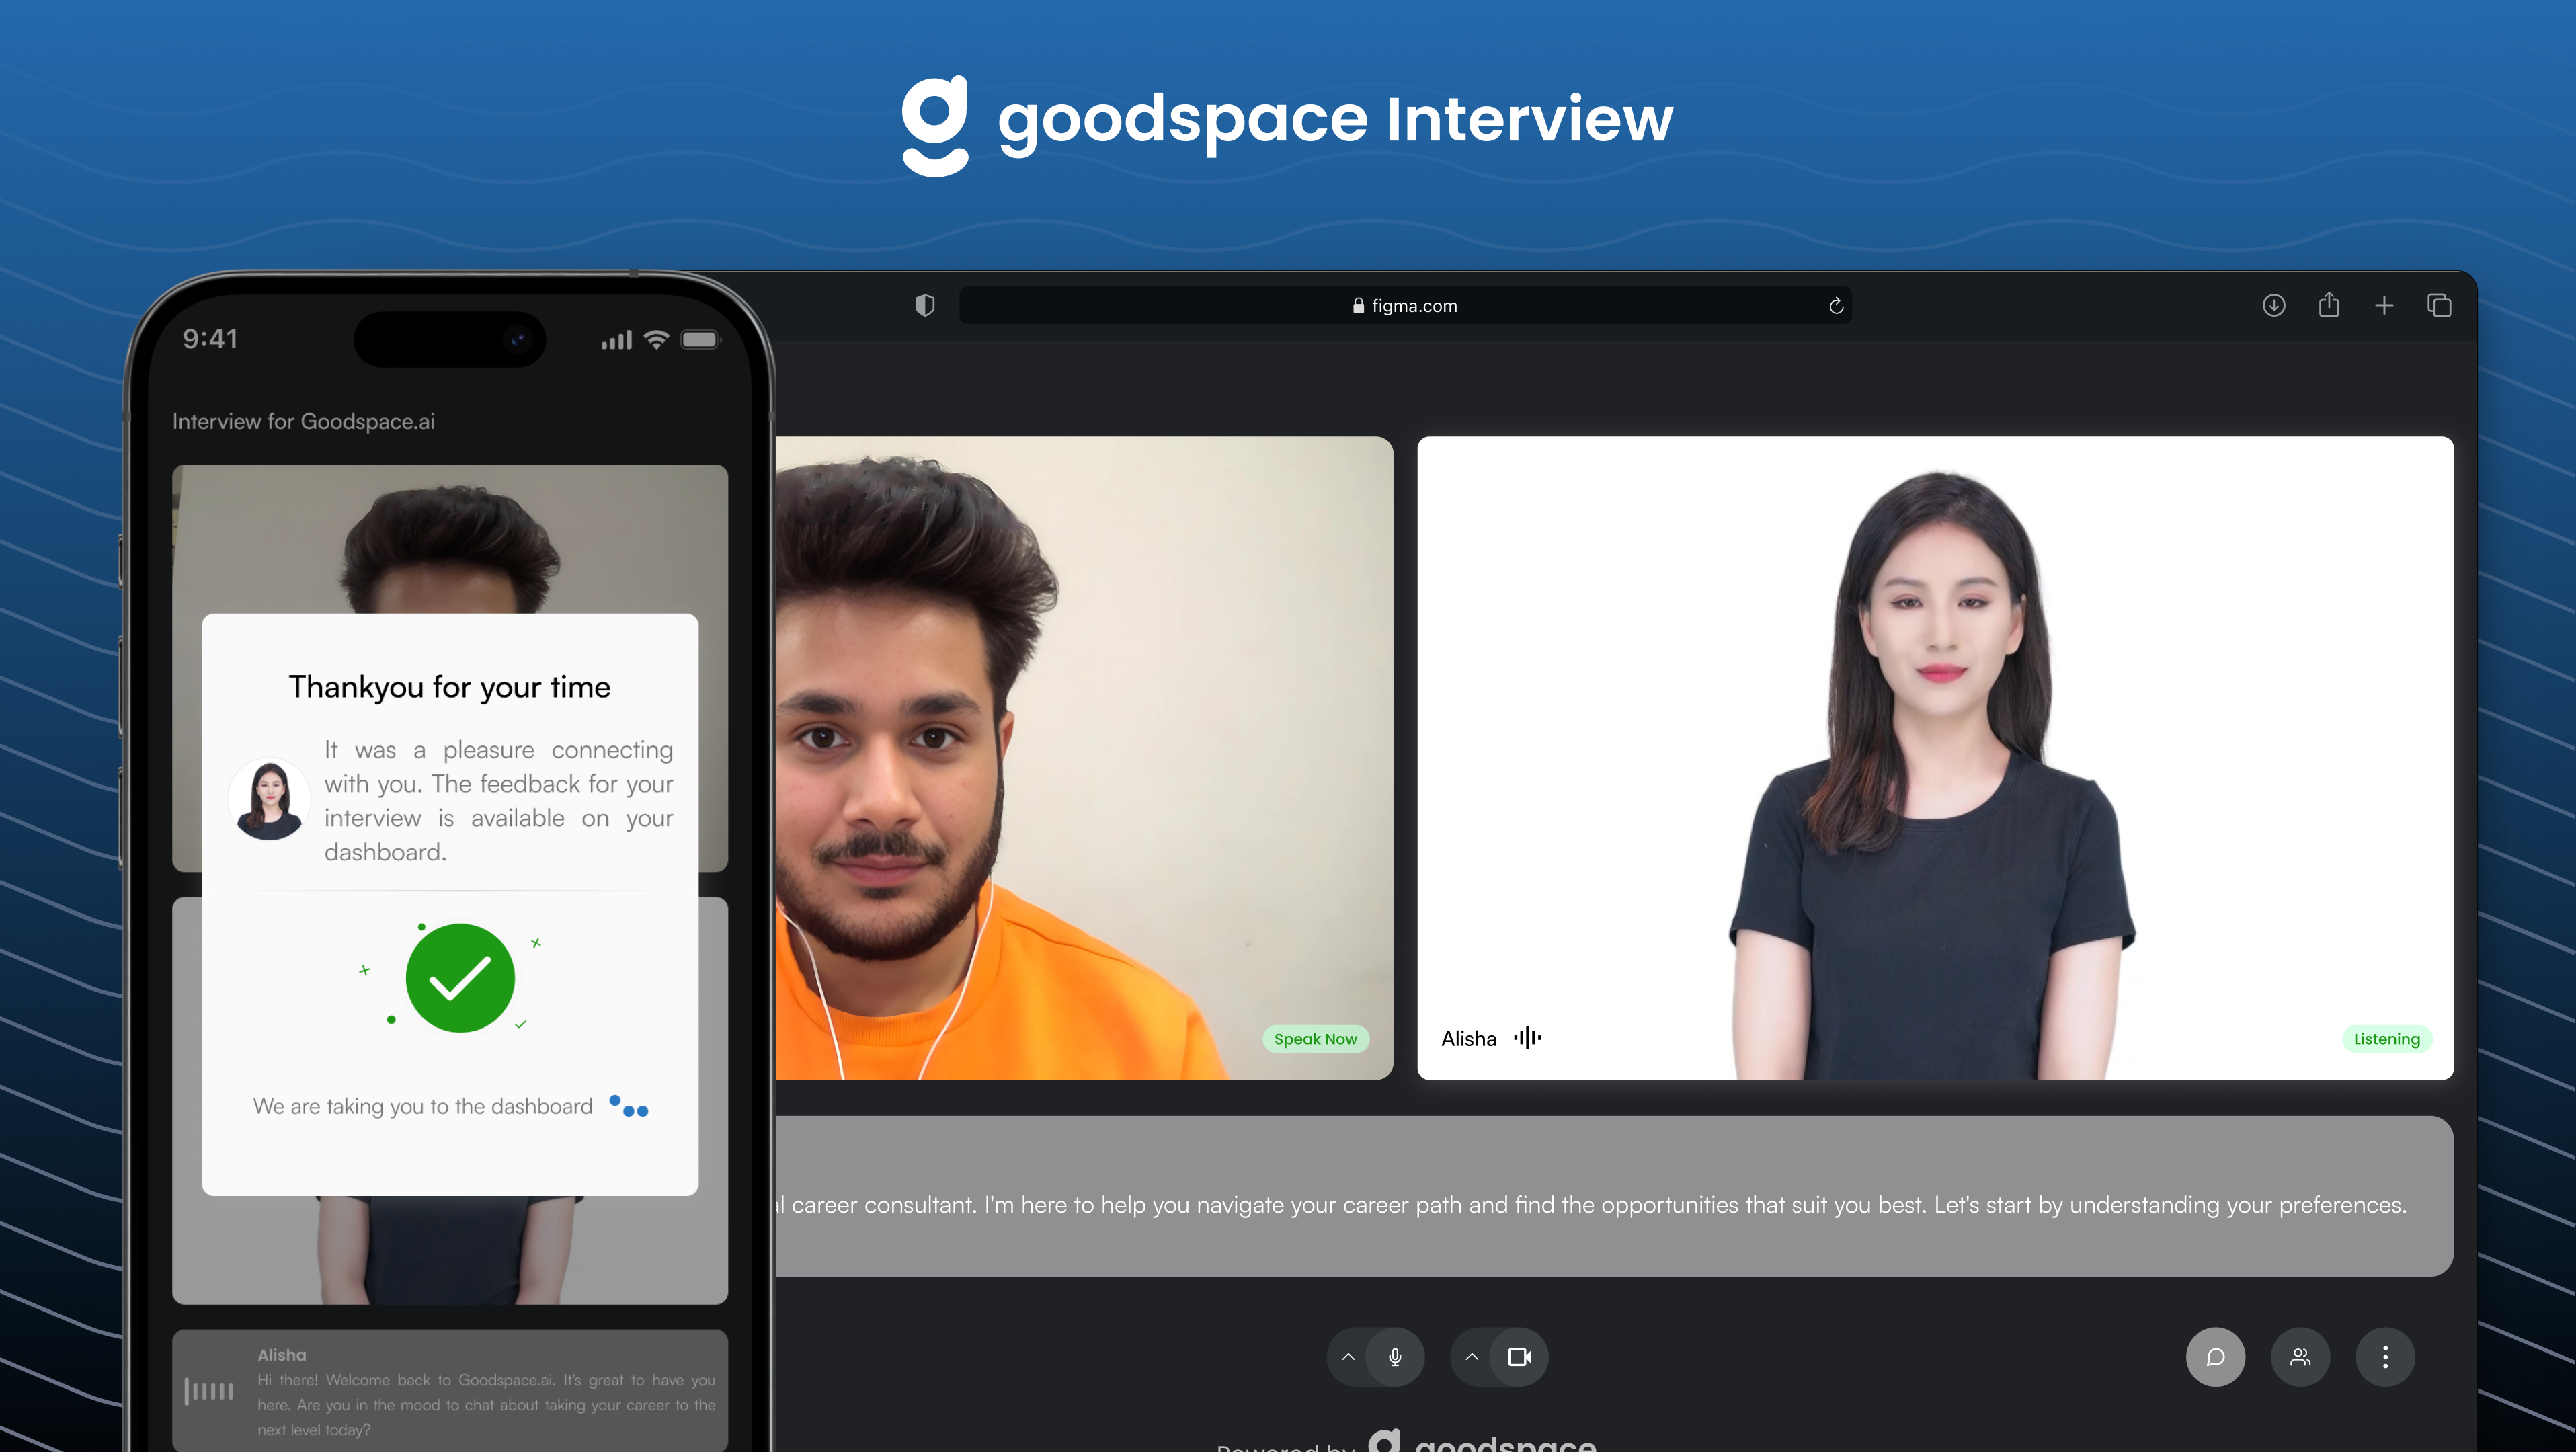 goodspace Interview
9:41
figma.com
Interview for Goodspace.ai
Thankyou for your time
It was a pleasure connecting
with you. The feedback for your
interview is available on your
dashboard.
We are taking you to the dashboard
Alisha
Hi there! Welcome back to Goodspace.ai. It's great to have you
here. Are you in the mood to chat about taking your career to the
next level today?
Speak Now
Alisha
Listening
career consultant. I'm here to help you navigate your career path and find the opportunities that suit you best. Let's start by understanding your preferences.
Powered by goodspace